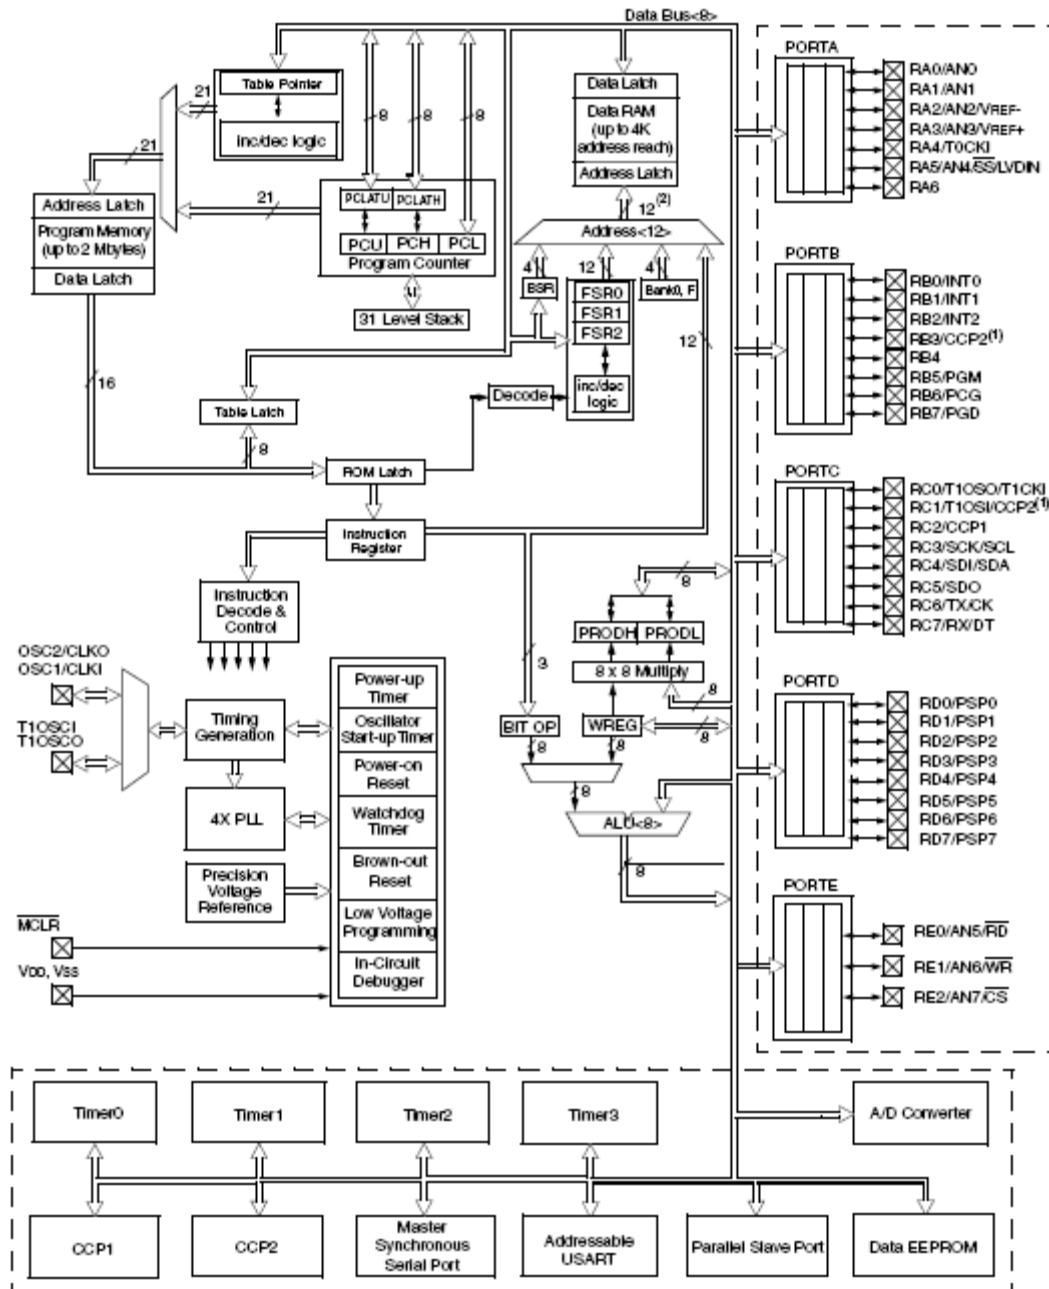 Data Bus<8>
21
Table Pointer
8
8
8
inc/dec logic
21
Data Latch
Data RAM
(up to 4K
address reach)
Address Latch
21
PCLATU
PCLATH
PCU
PCH
PCL
Program Counter
Address Latch
Program Memory
(up to 2 Mbytes)
Data Latch
31 Level Stack
12(2)
Address<12>
4
12
4
BSR
FSR0
FSR1
FSR2
Bank0, F
12
inc/dec
logic
Decode
16
Table Latch
8
ROM Latch
Instruction
Register
Instruction
Decode &
Control
8
PRODH
PRODL
8 x 8 Multiply
3
8
BIT OP
WREG
8
8
8
8
ALU<8>
8
OSC2/CLKO
OSC1/CLKI
T1OSCI
T1OSCO
Timing
Generation
4X PLL
Precision
Voltage
Reference
MCLR
VDD, VSS
Power-up
Timer
Oscillator
Start-up Timer
Power-on
Reset
Watchdog
Timer
Brown-out
Reset
Low Voltage
Programming
In-Circuit
Debugger
PORTA
RA0/AN0
RA1/AN1
RA2/AN2/VREF-
RA3/AN3/VREF+
RA4/T0CKI
RA5/AN4/SS/LVDIN
RA6
PORTB
RB0/INT0
RB1/INT1
RB2/INT2
RB3/CCP2(1)
RB4
RB5/PGM
RB6/PCG
RB7/PGD
PORTC
RC0/T1OSO/T1CKI
RC1/T1OSI/CCP2(1)
RC2/CCP1
RC3/SCK/SCL
RC4/SDI/SDA
RC5/SDO
RC6/TX/CK
RC7/RX/DT
PORTD
RD0/PSP0
RD1/PSP1
RD2/PSP2
RD3/PSP3
RD4/PSP4
RD5/PSP5
RD6/PSP6
RD7/PSP7
PORTE
RE0/AN5/RD
RE1/AN6/WR
RE2/AN7/CS
Timer0
Timer1
Timer2
Timer3
A/D Converter
CCP1
CCP2
Master
Synchronous
Serial Port
Addressable
USART
Parallel Slave Port
Data EEPROM